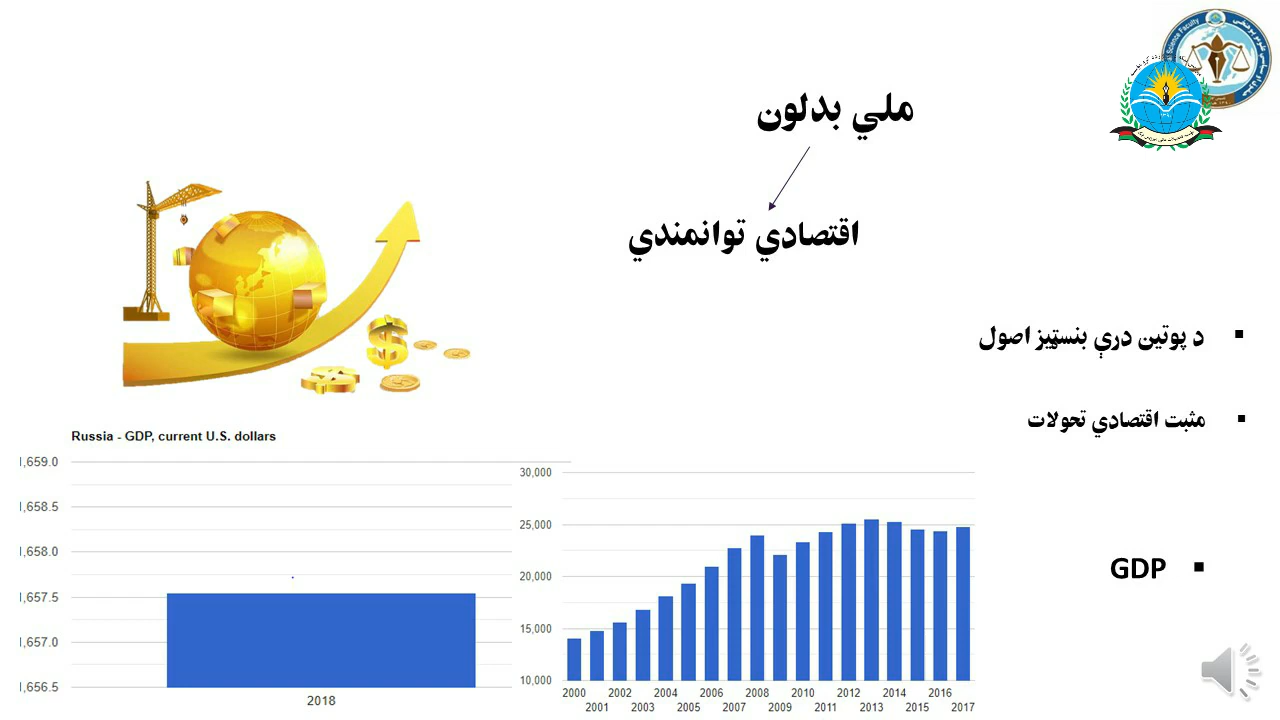 ملي بدلون
اقتصادي توانمندي
د پوتين درې بنسټيز اصول
مثبت اقتصادي تحولات
GDP
Russia - GDP, current U.S. dollars
1,659.0
1,658.5
1,658.0
1,657.5
1,657.0
1,656.5
2018
30,000
25,000
20,000
15,000
10,000
2000 2002 2004 2006 2008 2010 2012 2014 2016
2001 2003 2005 2007 2009 2011 2013 2015 2017